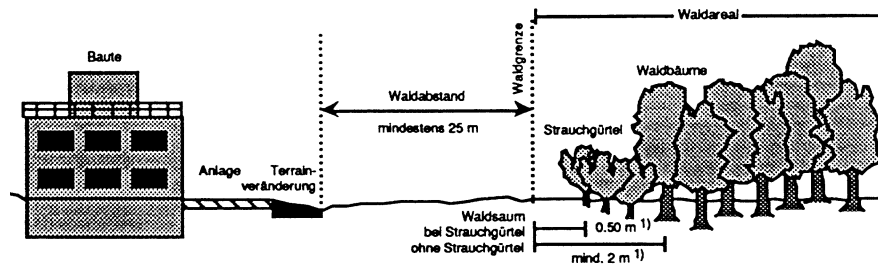 Waldareal
Baute
Waldgrenze
Waldbäume
Waldabstand
mindestens 25 m
Strauchgürtel
Anlage
Terrain-
veränderung
Waldsaum
bei Strauchgürtel
0.50 m 1)
ohne Strauchgürtel
mind. 2 m 1)